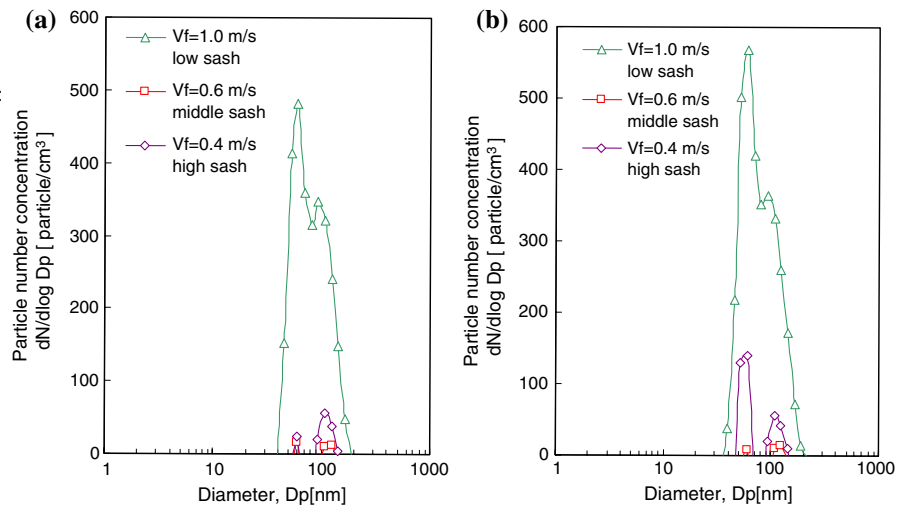 (a)
600
500
400
300
200
100
0
Particle number concentration
dN/dlog Dp [ particle/cm³]
Vf=1.0 m/s
low sash
Vf=0.6 m/s
middle sash
Vf=0.4 m/s
high sash
1 10 100 1000
Diameter, Dp[nm]
(b)
600
500
400
300
200
100
0
Particle number concentration
dN/dlog Dp [ particle/cm³]
Vf=1.0 m/s
low sash
Vf=0.6 m/s
middle sash
Vf=0.4 m/s
high sash
1 10 100 1000
Diameter, Dp[nm]